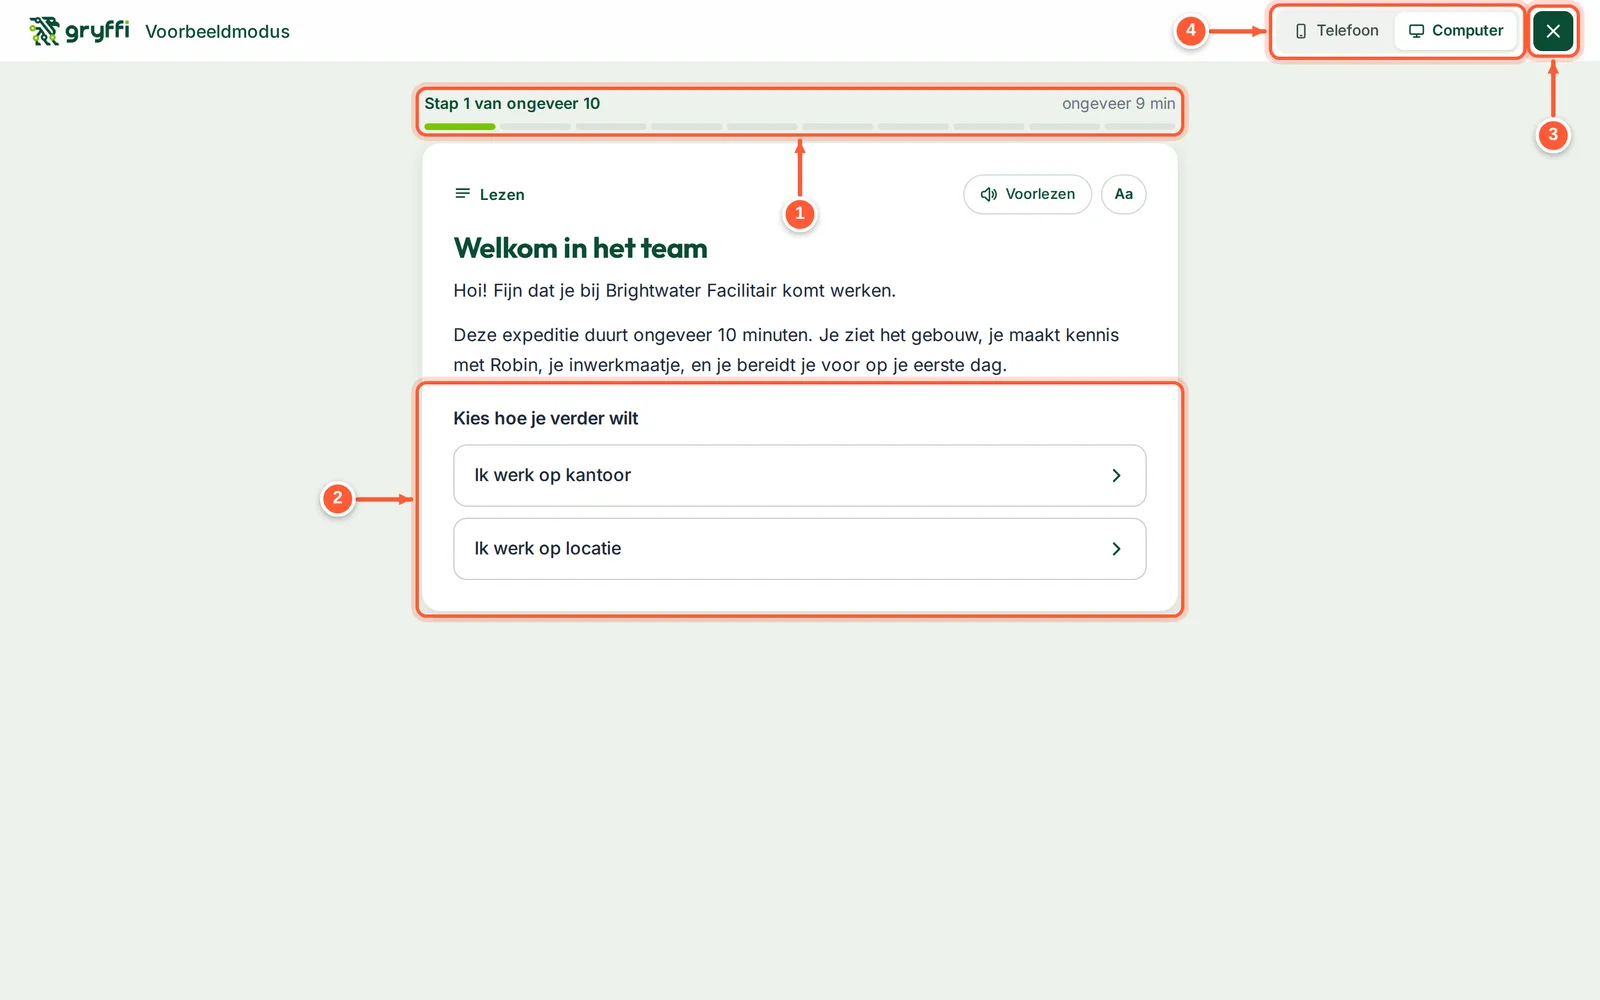 gryffi Voorbeeldmodus
4
Telefoon
Computer
3
Stap 1 van ongeveer 10
ongeveer 9 min
1
Lezen
Voorlezen
Aa
Welkom in het team
Hoi! Fijn dat je bij Brightwater Facilitair komt werken.
Deze expeditie duurt ongeveer 10 minuten. Je ziet het gebouw, je maakt kennis
met Robin, je inwerkmaatje, en je bereidt je voor op je eerste dag.
2
Kies hoe je verder wilt
Ik werk op kantoor
Ik werk op locatie